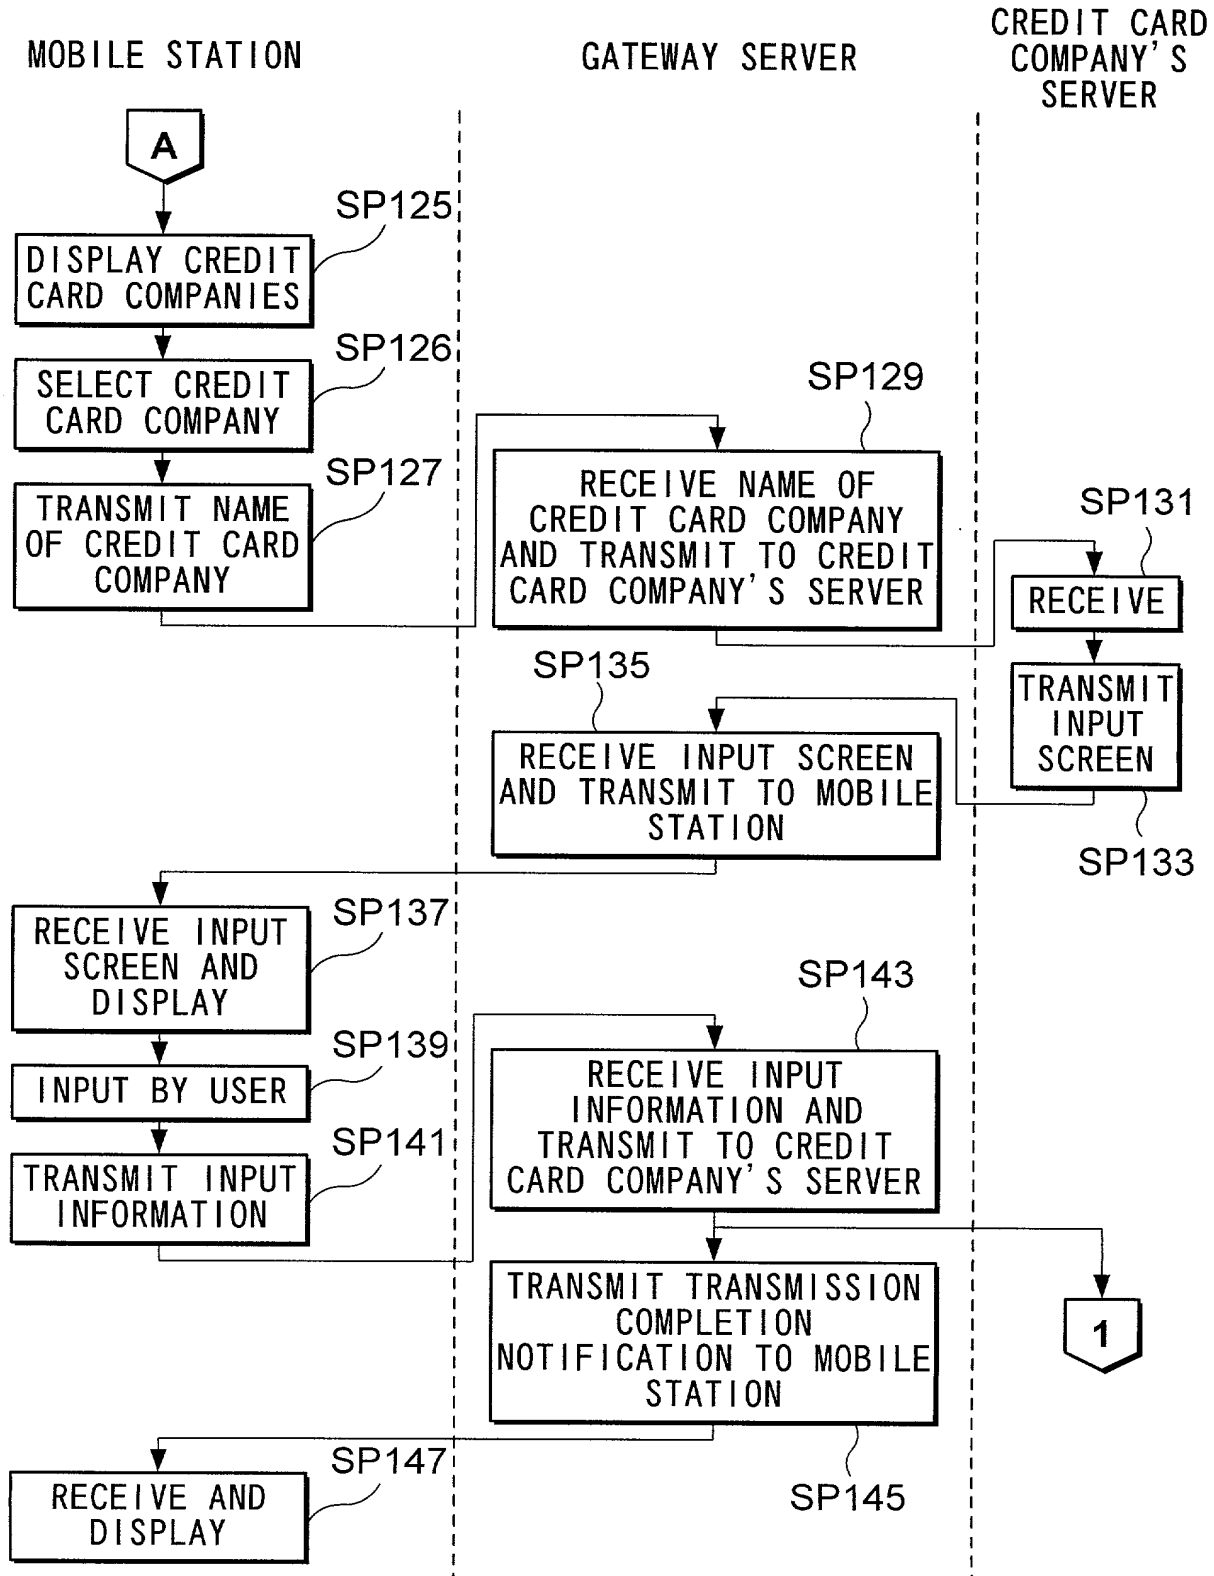 MOBILE STATION
GATEWAY SERVER
CREDIT CARD
COMPANY'S
SERVER
A
SP125
DISPLAY CREDIT
CARD COMPANIES
SP126
SELECT CREDIT
CARD COMPANY
SP127
TRANSMIT NAME
OF CREDIT CARD
COMPANY
SP129
RECEIVE NAME OF
CREDIT CARD COMPANY
AND TRANSMIT TO CREDIT
CARD COMPANY'S SERVER
SP131
RECEIVE
TRANSMIT
INPUT
SCREEN
SP133
SP135
RECEIVE INPUT SCREEN
AND TRANSMIT TO MOBILE
STATION
SP137
RECEIVE INPUT
SCREEN AND
DISPLAY
SP139
INPUT BY USER
SP141
TRANSMIT INPUT
INFORMATION
SP143
RECEIVE INPUT
INFORMATION AND
TRANSMIT TO CREDIT
CARD COMPANY'S SERVER
1
TRANSMIT TRANSMISSION
COMPLETION
NOTIFICATION TO MOBILE
STATION
SP145
SP147
RECEIVE AND
DISPLAY